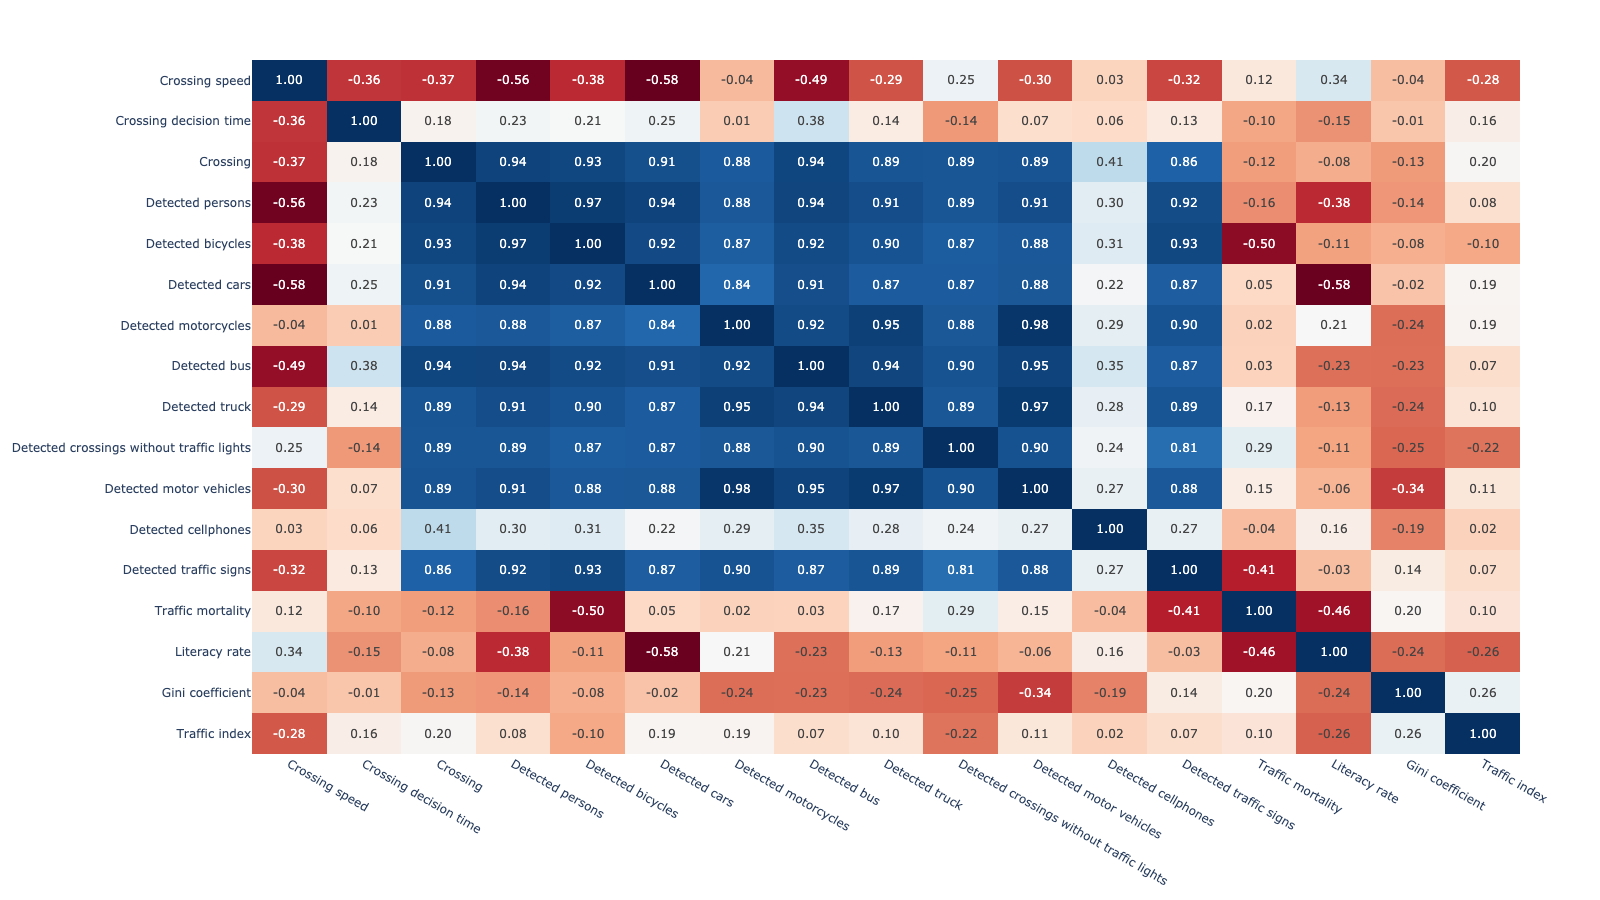 Crossing speed 1.00 -0.36 -0.37 -0.56 -0.38 -0.58 -0.04 -0.49 -0.29 0.25 -0.30 0.03 -0.32 0.12 0.34 -0.04 -0.28
Crossing decision time -0.36 1.00 0.18 0.23 0.21 0.25 0.01 0.38 0.14 -0.14 0.07 0.06 0.13 -0.10 -0.15 -0.01 0.16
Crossing -0.37 0.18 1.00 0.94 0.93 0.91 0.88 0.94 0.89 0.89 0.89 0.41 0.86 -0.12 -0.08 -0.13 0.20
Detected persons -0.56 0.23 0.94 1.00 0.97 0.94 0.88 0.94 0.91 0.89 0.91 0.30 0.92 -0.16 -0.38 -0.14 0.08
Detected bicycles -0.38 0.21 0.93 0.97 1.00 0.92 0.87 0.92 0.90 0.87 0.88 0.31 0.93 -0.50 -0.11 -0.08 -0.10
Detected cars -0.58 0.25 0.91 0.94 0.92 1.00 0.84 0.91 0.87 0.87 0.88 0.22 0.87 0.05 -0.58 -0.02 0.19
Detected motorcycles -0.04 0.01 0.88 0.88 0.87 0.84 1.00 0.92 0.95 0.88 0.98 0.29 0.90 0.02 0.21 -0.24 0.19
Detected bus -0.49 0.38 0.94 0.94 0.92 0.91 0.92 1.00 0.94 0.90 0.95 0.35 0.87 0.03 -0.23 -0.23 0.07
Detected truck -0.29 0.14 0.89 0.91 0.90 0.87 0.95 0.94 1.00 0.89 0.97 0.28 0.89 0.17 -0.13 -0.24 0.10
Detected crossings without traffic lights 0.25 -0.14 0.89 0.89 0.87 0.87 0.88 0.90 0.89 1.00 0.90 0.24 0.81 0.29 -0.11 -0.25 -0.22
Detected motor vehicles -0.30 0.07 0.89 0.91 0.88 0.88 0.98 0.95 0.97 0.90 1.00 0.27 0.88 0.15 -0.06 -0.34 0.11
Detected cellphones 0.03 0.06 0.41 0.30 0.31 0.22 0.29 0.35 0.28 0.24 0.27 1.00 0.27 -0.04 0.16 -0.19 0.02
Detected traffic signs -0.32 0.13 0.86 0.92 0.93 0.87 0.90 0.87 0.89 0.81 0.88 0.27 1.00 -0.41 -0.03 0.14 0.07
Traffic mortality 0.12 -0.10 -0.12 -0.16 -0.50 0.05 0.02 0.03 0.17 0.29 0.15 -0.04 -0.41 1.00 -0.46 0.20 0.10
Literacy rate 0.34 -0.15 -0.08 -0.38 -0.11 -0.58 0.21 -0.23 -0.13 -0.11 -0.06 0.16 -0.03 -0.46 1.00 -0.24 -0.26
Gini coefficient -0.04 -0.01 -0.13 -0.14 -0.08 -0.02 -0.24 -0.23 -0.24 -0.25 -0.34 -0.19 0.14 0.20 -0.24 1.00 0.26
Traffic index -0.28 0.16 0.20 0.08 -0.10 0.19 0.19 0.07 0.10 -0.22 0.11 0.02 0.07 0.10 -0.26 0.26 1.00
Crossing speed
Crossing decision time
Crossing
Detected persons
Detected bicycles
Detected cars
Detected motorcycles
Detected bus
Detected truck
Detected crossings without traffic lights
Detected motor vehicles
Detected cellphones
Detected traffic signs
Traffic mortality
Literacy rate
Gini coefficient
Traffic index